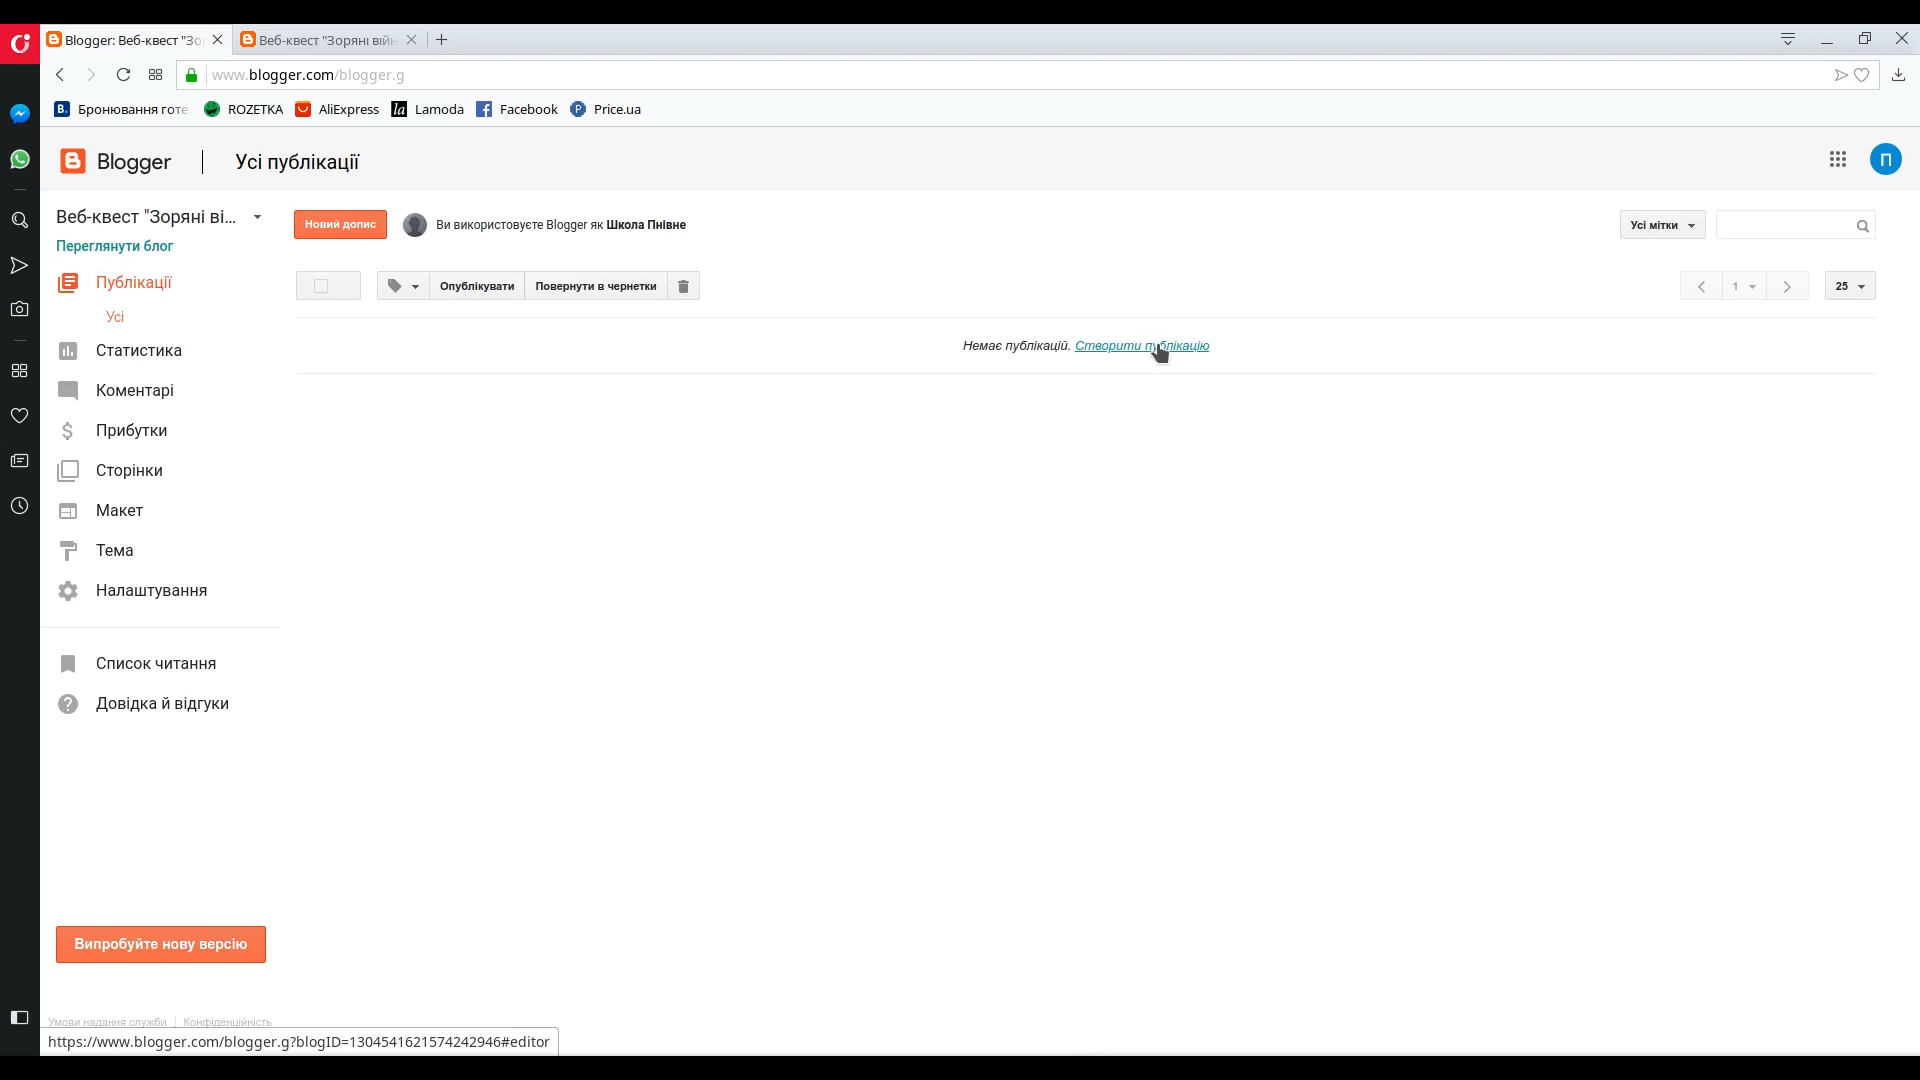 Blogger: Веб-квест "Зо
Веб-квест "Зоряні війн
www.blogger.com/blogger.g
Бронювання готе
ROZETKA
AliExpress
Lamoda
Facebook
Price.ua
Blogger
Усі публікації
П
Веб-квест "Зоряні ві...
Переглянути блог
Новий допис
Ви використовуєте Blogger як Школа Пнівне
Усі мітки
Публікації
Усі
Опублікувати
Повернути в чернетки
1
25
Немає публікацій. Створити публікацію
Статистика
Коментарі
Прибутки
Сторінки
Макет
Тема
Налаштування
Список читання
Довідка й відгуки
Випробуйте нову версію
Умови надання служби
Конфіденційність
https://www.blogger.com/blogger.g?blogID=1304541621574242946#editor